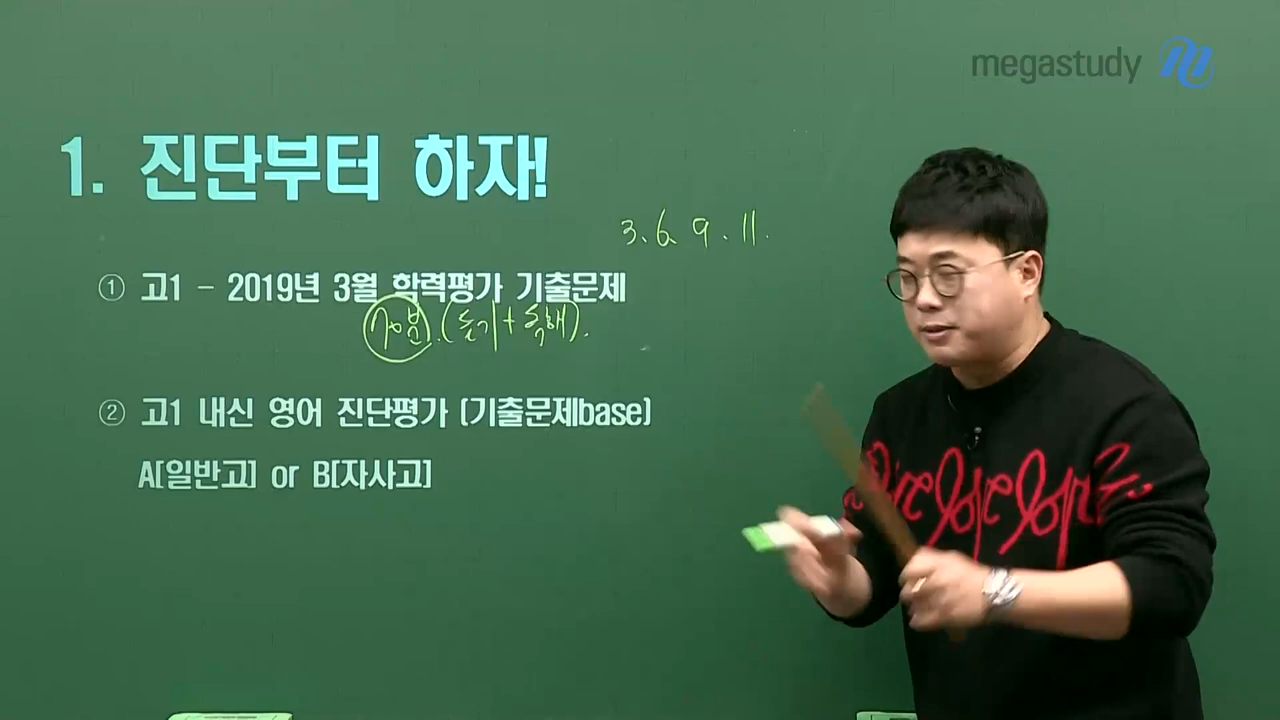 megastudy
1. 진단부터 하자!
3. 6. 9. 11.
① 고1 - 2019년 3월 학력평가 기출문제
70분. (듣기+독해).
② 고1 내신 영어 진단평가 [기출문제base]
A[일반고] or B[자사고]